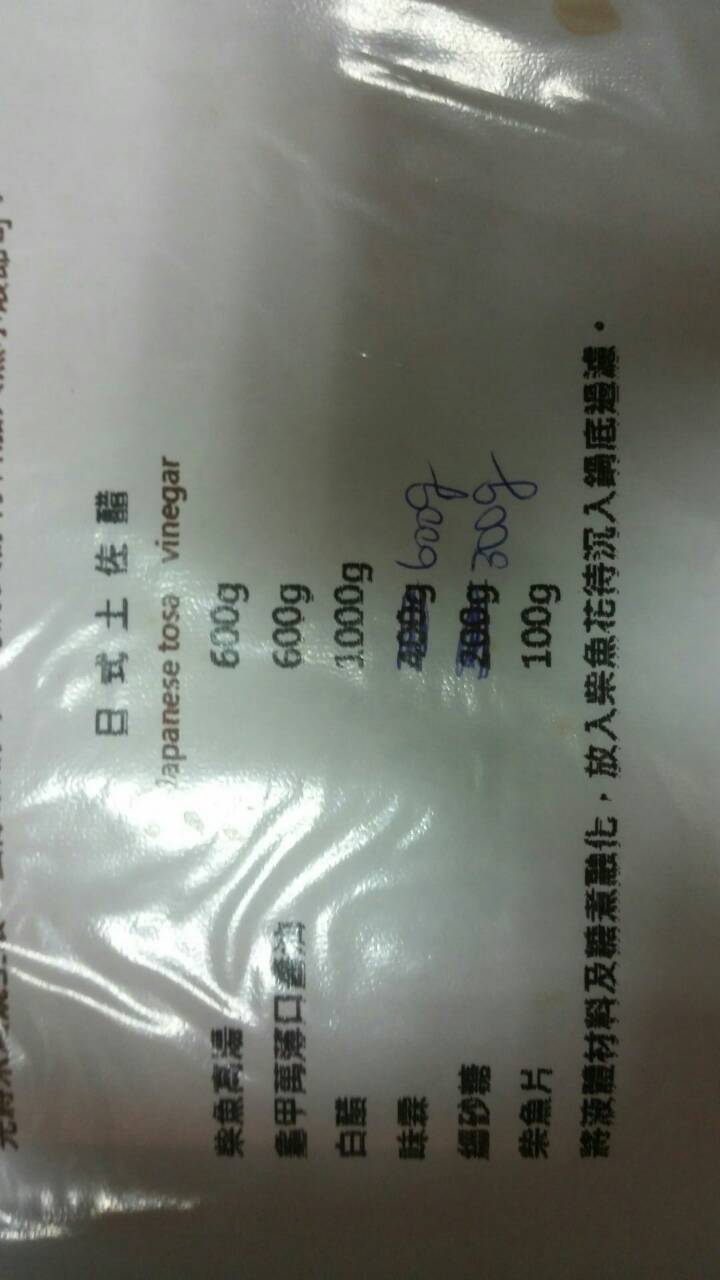 日式土佐醋
Japanese tosa vinegar
柴魚高湯 600g
龜甲萬薄口醬油 600g
白醋 1000g
味霖 600g
細砂糖 200g 300g
柴魚片 100g
將液體材料及糖煮融化，放入柴魚花待沉入鍋底過濾。